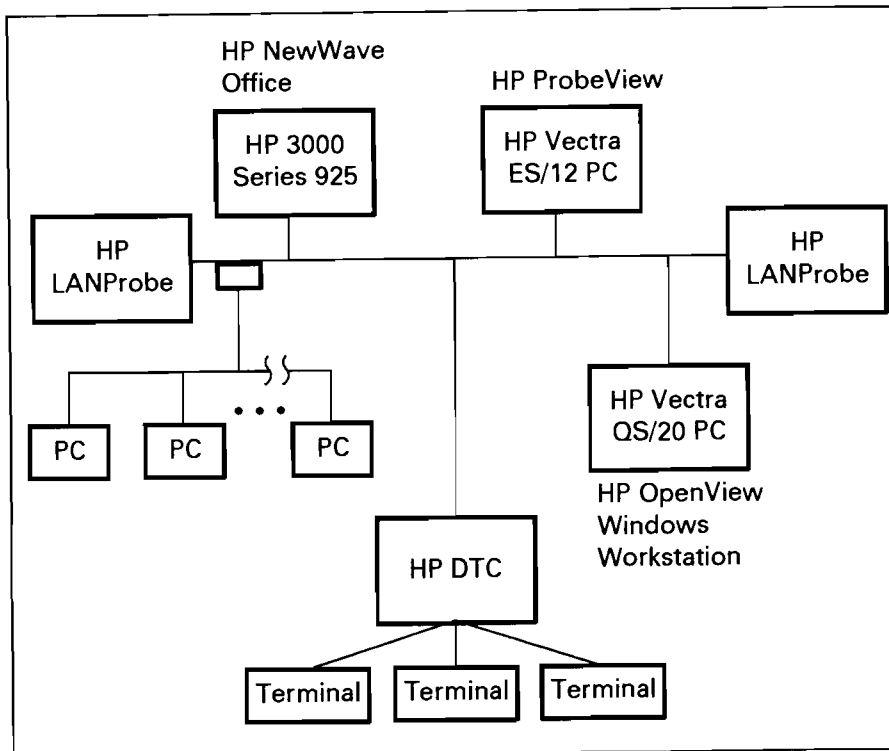 HP NewWave
Office
HP ProbeView
HP 3000
Series 925
HP Vectra
ES/12 PC
HP
LANProbe
HP
LANProbe
HP Vectra
QS/20 PC
PC
PC
PC
HP OpenView
Windows
Workstation
HP DTC
Terminal
Terminal
Terminal